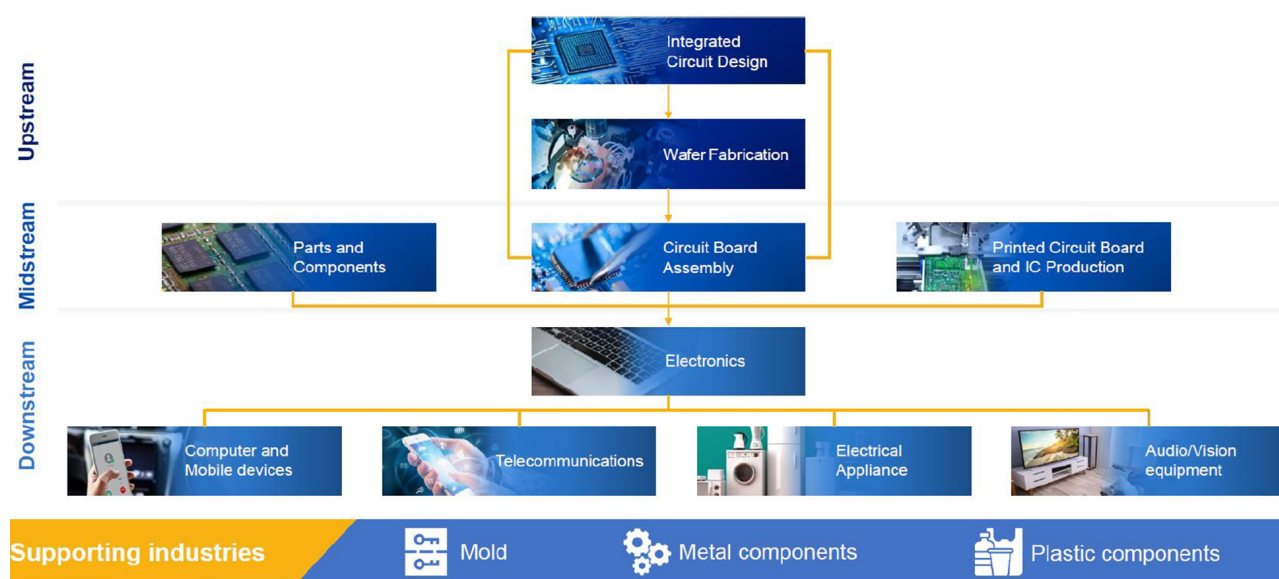 Upstream
Integrated
Circuit Design
Wafer Fabrication
Midstream
Parts and
Components
Circuit Board
Assembly
Printed Circuit Board
and IC Production
Downstream
Electronics
Computer and
Mobile devices
Telecommunications
Electrical
Appliance
Audio/Vision
equipment
Supporting industries
Mold
Metal components
Plastic components